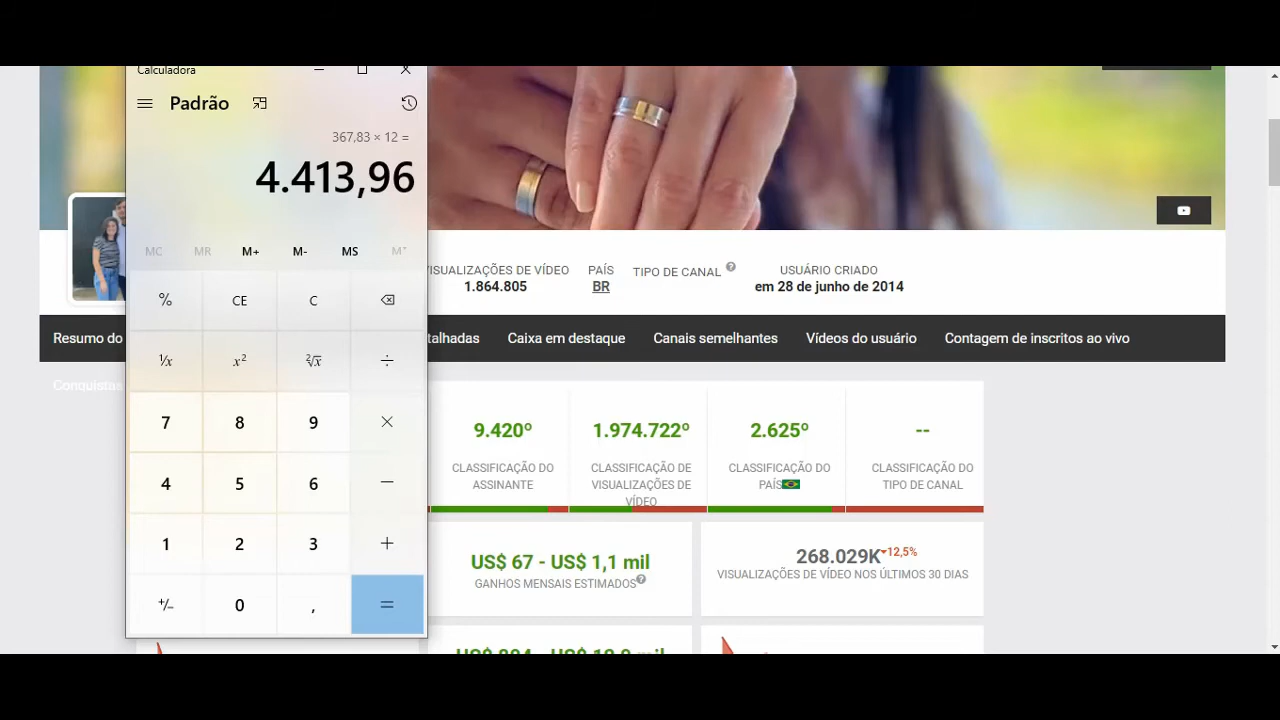 Calculadora
Padrão
367,83 × 12 =
4.413,96
MC MR M+ M- MS M˅
% CE C
¹/x x² ²√x ÷
7 8 9 ×
4 5 6 −
1 2 3 +
+/− 0 , =
VISUALIZAÇÕES DE VÍDEO
1.864.805
PAÍS
BR
TIPO DE CANAL ?
USUÁRIO CRIADO
em 28 de junho de 2014
Resumo do
talhadas
Caixa em destaque
Canais semelhantes
Vídeos do usuário
Contagem de inscritos ao vivo
Conquistas
9.420º
CLASSIFICAÇÃO DO
ASSINANTE
1.974.722º
CLASSIFICAÇÃO DE
VISUALIZAÇÕES DE
VÍDEO
2.625º
CLASSIFICAÇÃO DO
PAÍS
--
CLASSIFICAÇÃO DO
TIPO DE CANAL
US$ 67 - US$ 1,1 mil
GANHOS MENSAIS ESTIMADOS ?
268.029K 12,5%
VISUALIZAÇÕES DE VÍDEO NOS ÚLTIMOS 30 DIAS